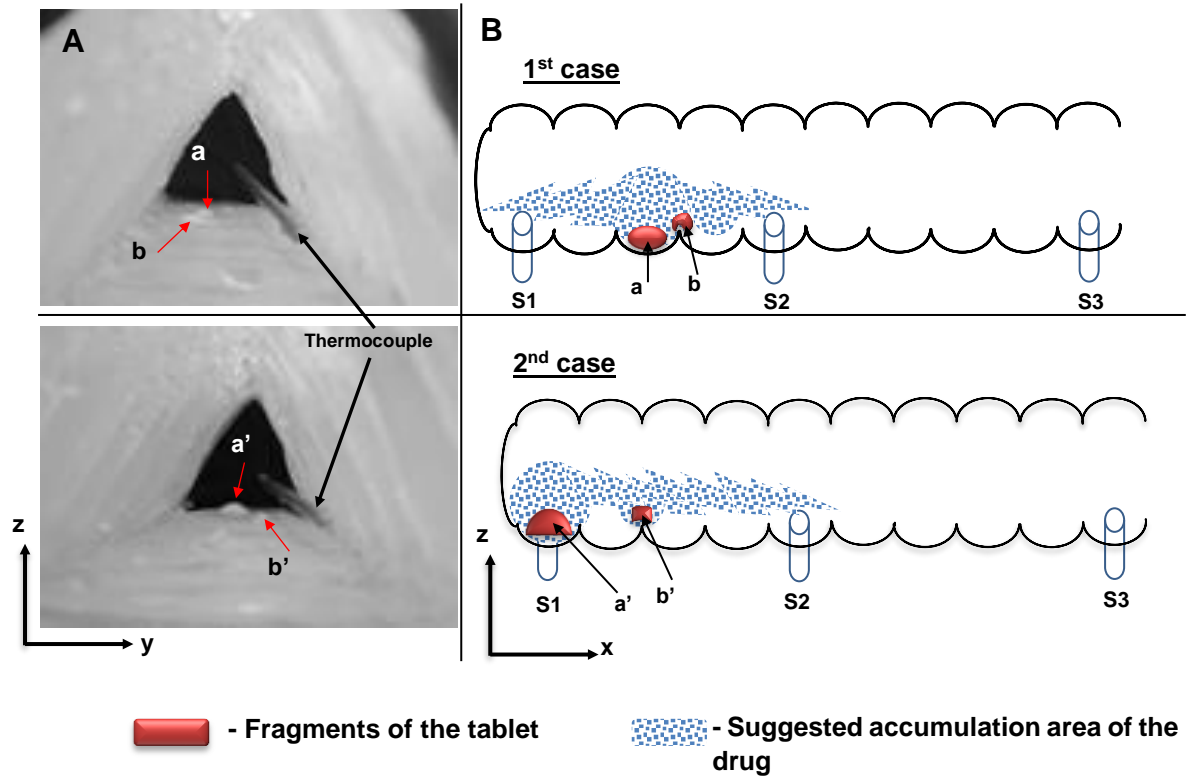 A
a
b
Thermocouple
a’
b’
z
y
B
1st case
a
b
S1
S2
S3
2nd case
S1
a’
b’
S2
S3
z
x
- Fragments of the tablet
- Suggested accumulation area of the
drug